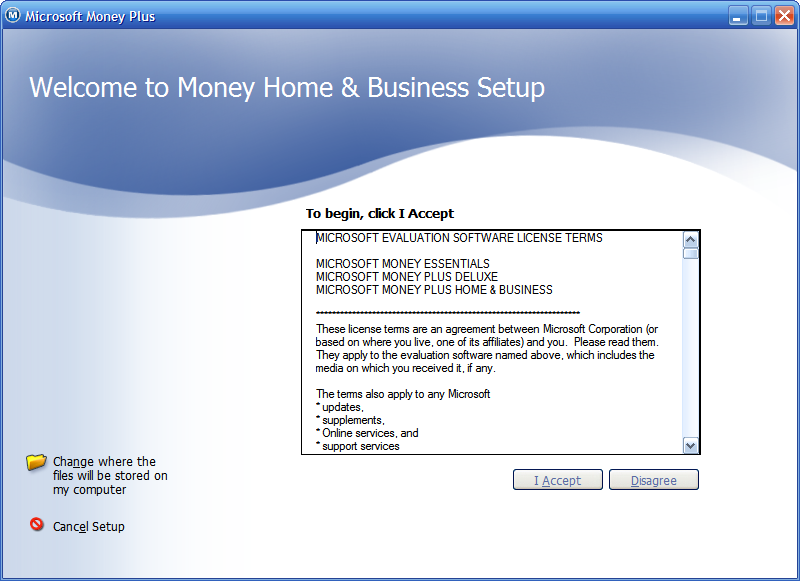 Microsoft Money Plus
Welcome to Money Home & Business Setup
To begin, click I Accept
MICROSOFT EVALUATION SOFTWARE LICENSE TERMS
MICROSOFT MONEY ESSENTIALS
MICROSOFT MONEY PLUS DELUXE
MICROSOFT MONEY PLUS HOME & BUSINESS
******************************************************************
These license terms are an agreement between Microsoft Corporation (or
based on where you live, one of its affiliates) and you.  Please read them.
They apply to the evaluation software named above, which includes the
media on which you received it, if any.
The terms also apply to any Microsoft
* updates,
* supplements,
* Online services, and
* support services
I Accept
Disagree
Change where the
files will be stored on
my computer
Cancel Setup